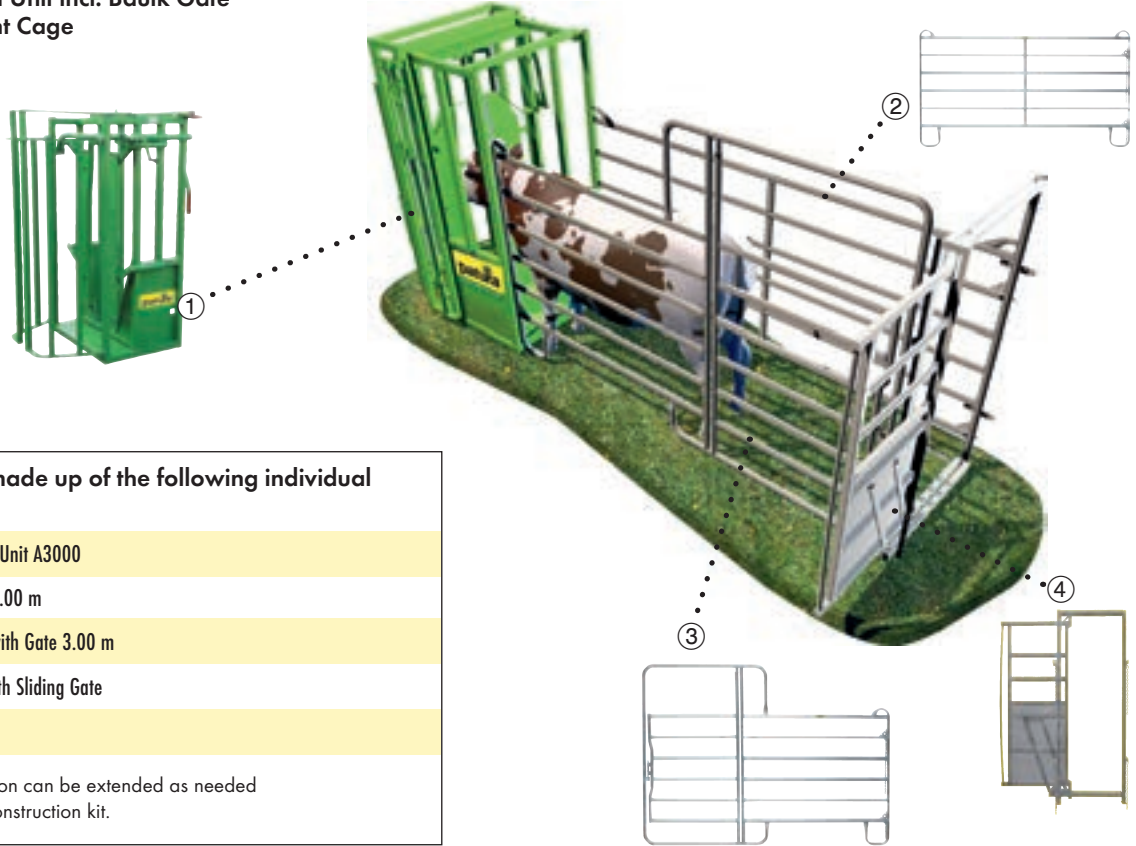 Unit incl. Baulk Gate
nt Cage
①
②
③
④
made up of the following individual
Unit A3000
.00 m
ith Gate 3.00 m
th Sliding Gate
on can be extended as needed
onstruction kit.